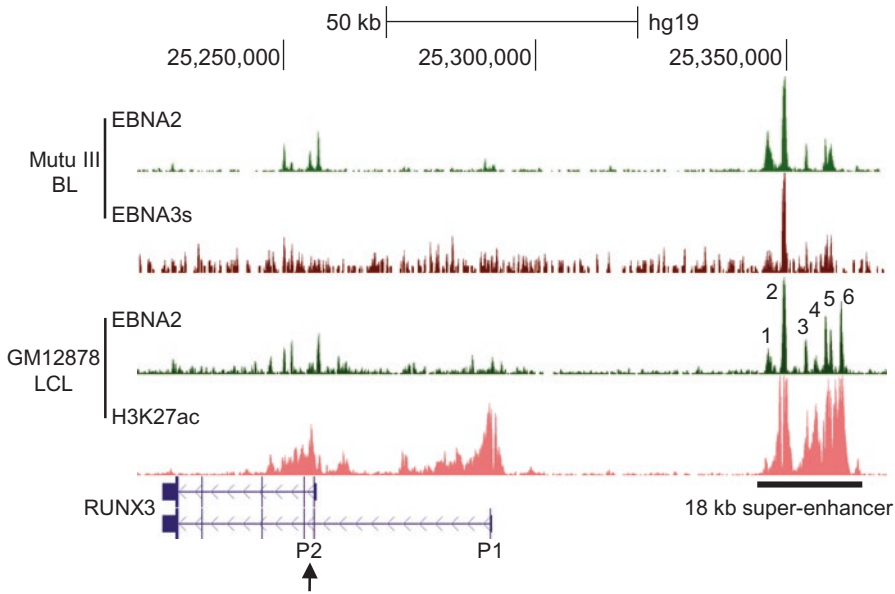 50 kb hg19
25,250,000 25,300,000 25,350,000
EBNA2
Mutu III
BL
EBNA3s
EBNA2
1 2 3 4 5 6
GM12878
LCL
H3K27ac
RUNX3
18 kb super-enhancer
P2 P1